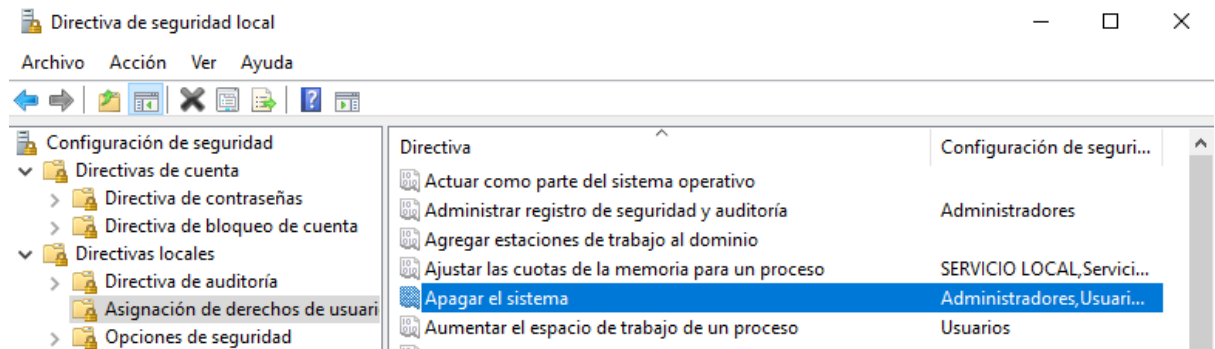 Directiva de seguridad local
Archivo Acción Ver Ayuda
Configuración de seguridad
Directivas de cuenta
Directiva de contraseñas
Directiva de bloqueo de cuenta
Directivas locales
Directiva de auditoría
Asignación de derechos de usuari
Opciones de seguridad
Directiva Configuración de seguri...
Actuar como parte del sistema operativo
Administrar registro de seguridad y auditoría Administradores
Agregar estaciones de trabajo al dominio
Ajustar las cuotas de la memoria para un proceso SERVICIO LOCAL,Servici...
Apagar el sistema Administradores,Usuari...
Aumentar el espacio de trabajo de un proceso Usuarios